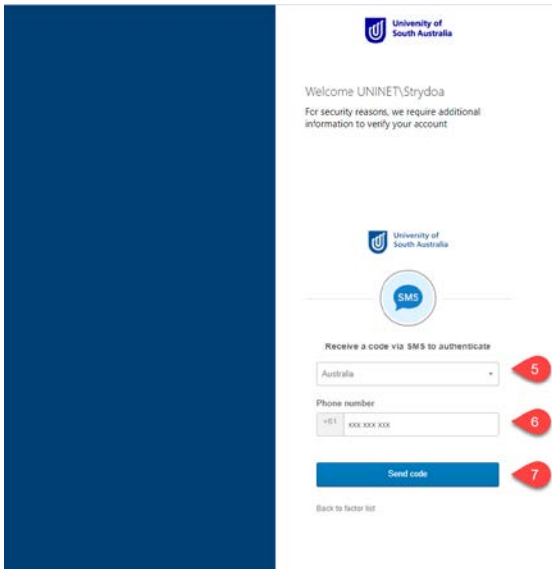 University of
South Australia
Welcome UNINET\Strydoa
For security reasons, we require additional
information to verify your account
University of
South Australia
SMS
Receive a code via SMS to authenticate
Australia
5
Phone number
+61 xxx xxx xxx
6
Send code
7
Back to factor list